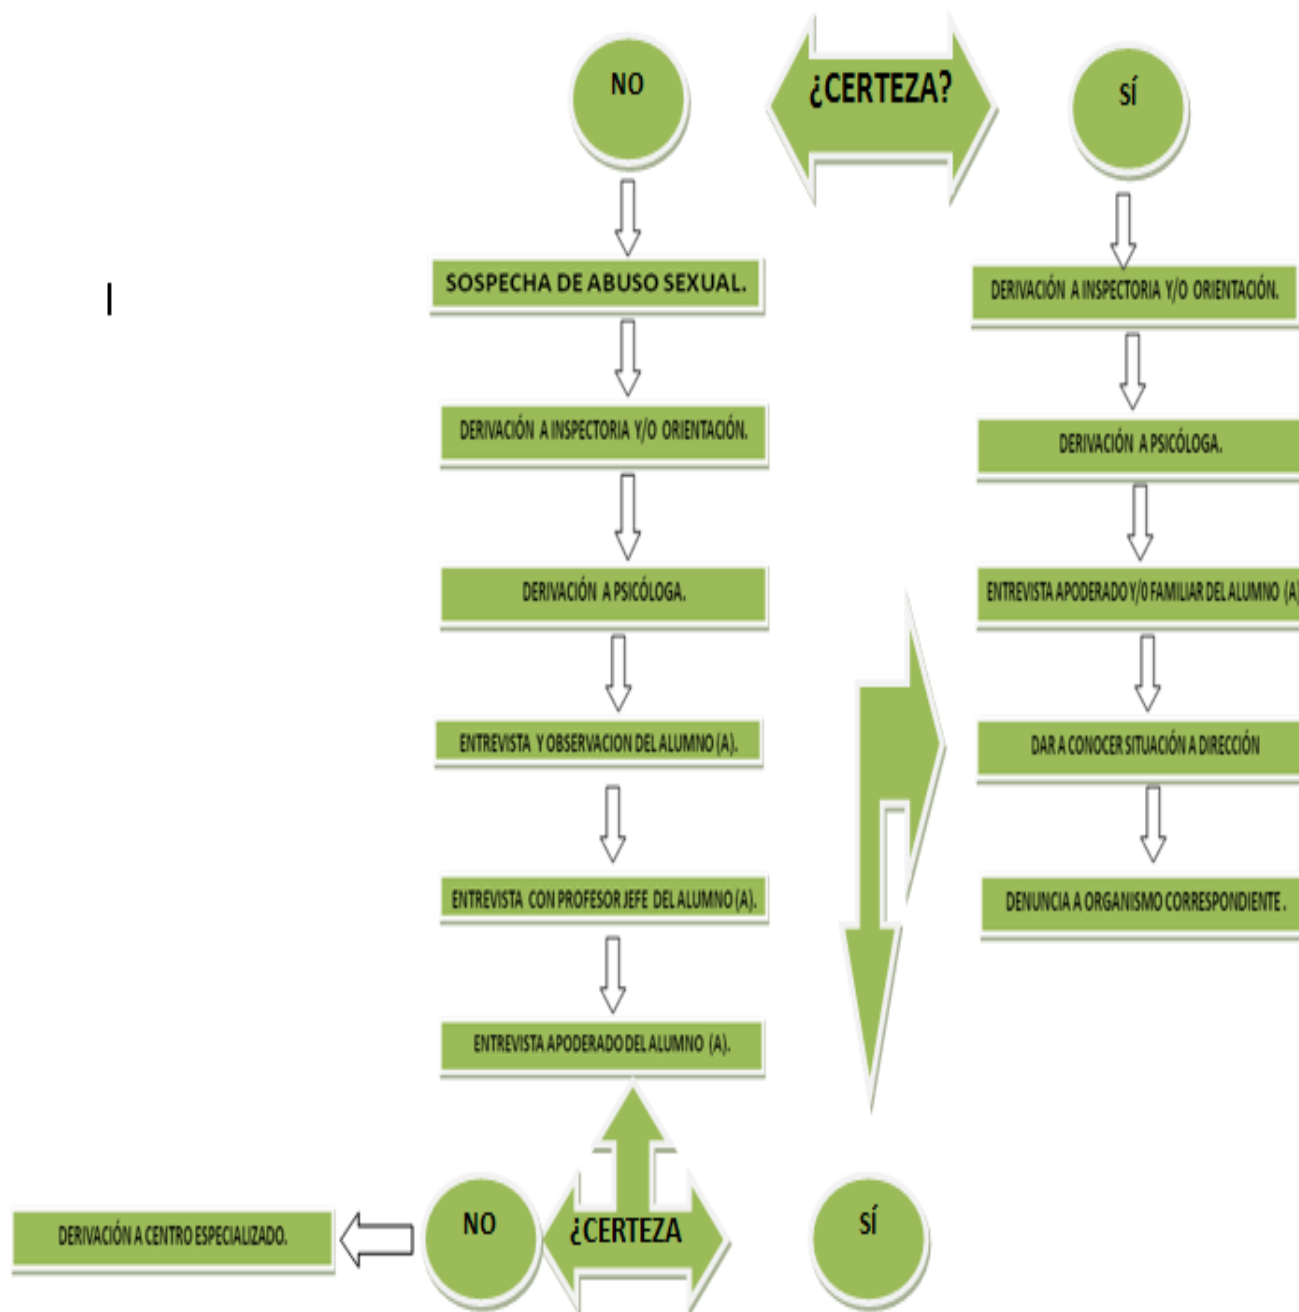 NO
¿CERTEZA?
SÍ
SOSPECHA DE ABUSO SEXUAL.
DERIVACIÓN A INSPECTORIA Y/O ORIENTACIÓN.
DERIVACIÓN A INSPECTORIA Y/O ORIENTACIÓN.
DERIVACIÓN A PSICÓLOGA.
DERIVACIÓN A PSICÓLOGA.
ENTREVISTA APODERADO Y/0 FAMILIAR DEL ALUMNO (A)
ENTREVISTA Y OBSERVACION DEL ALUMNO (A).
DAR A CONOCER SITUACIÓN A DIRECCIÓN
ENTREVISTA CON PROFESOR JEFE DEL ALUMNO (A).
DENUNCIA A ORGANISMO CORRESPONDIENTE .
ENTREVISTA APODERADO DEL ALUMNO (A).
DERIVACIÓN A CENTRO ESPECIALIZADO.
NO
¿CERTEZA
SÍ